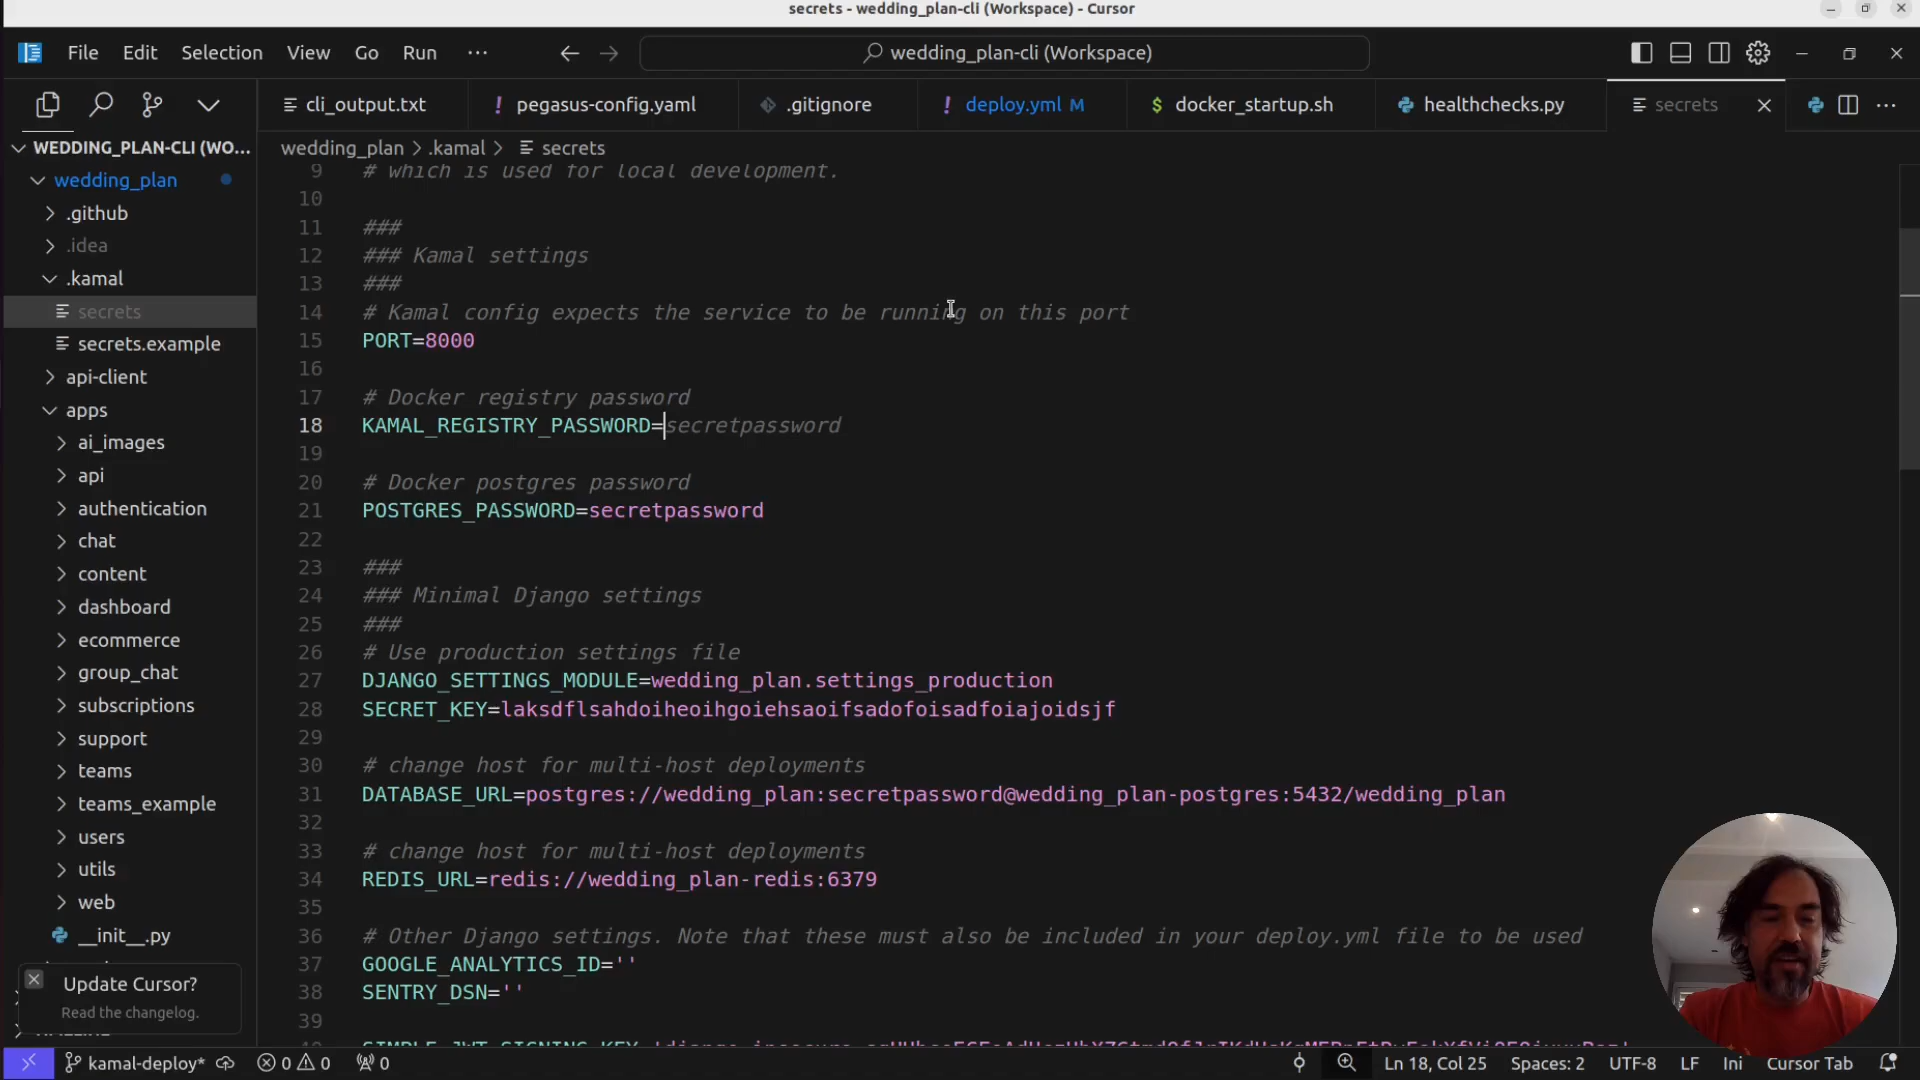 secrets - wedding_plan-cli (Workspace) - Cursor
File Edit Selection View Go Run
wedding_plan-cli (Workspace)
cli_output.txt
! pegasus-config.yaml
.gitignore
! deploy.yml M
$ docker_startup.sh
healthchecks.py
secrets
WEDDING_PLAN-CLI (WO...
wedding_plan
.github
.idea
.kamal
secrets
secrets.example
api-client
apps
ai_images
api
authentication
chat
content
dashboard
ecommerce
group_chat
subscriptions
support
teams
teams_example
users
utils
web
__init__.py
Update Cursor?
Read the changelog.
wedding_plan > .kamal > secrets
9 # which is used for local development.
10
11 ###
12 ### Kamal settings
13 ###
14 # Kamal config expects the service to be running on this port
15 PORT=8000
16
17 # Docker registry password
18 KAMAL_REGISTRY_PASSWORD=secretpassword
19
20 # Docker postgres password
21 POSTGRES_PASSWORD=secretpassword
22
23 ###
24 ### Minimal Django settings
25 ###
26 # Use production settings file
27 DJANGO_SETTINGS_MODULE=wedding_plan.settings_production
28 SECRET_KEY=laksdflsahdoiheoihgoiehsaoifsadofoisadfoiajoidsjf
29
30 # change host for multi-host deployments
31 DATABASE_URL=postgres://wedding_plan:secretpassword@wedding_plan-postgres:5432/wedding_plan
32
33 # change host for multi-host deployments
34 REDIS_URL=redis://wedding_plan-redis:6379
35
36 # Other Django settings. Note that these must also be included in your deploy.yml file to be used
37 GOOGLE_ANALYTICS_ID=''
38 SENTRY_DSN=''
39
kamal-deploy* 0 0 0
Ln 18, Col 25 Spaces: 2 UTF-8 LF Ini Cursor Tab